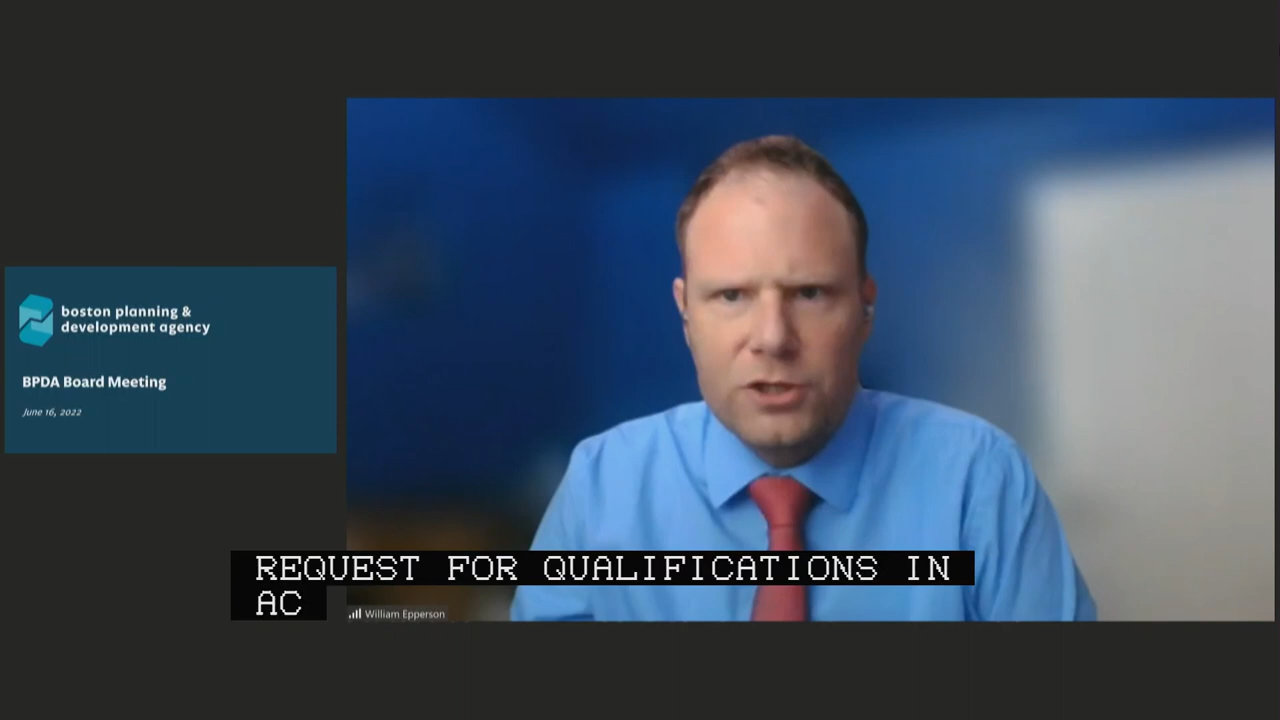 boston planning &
development agency
BPDA Board Meeting
June 16, 2022
REQUEST FOR QUALIFICATIONS IN
AC
William Epperson